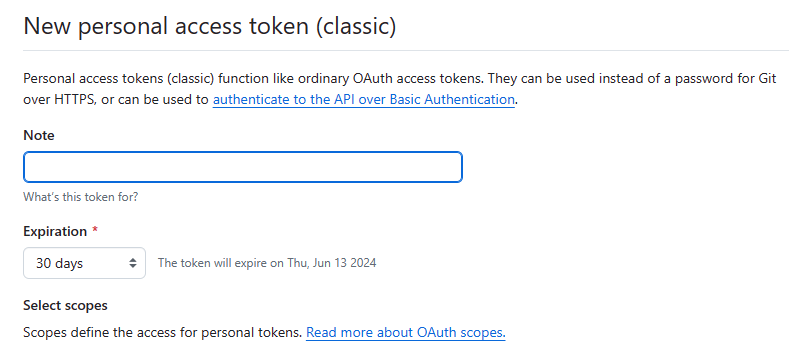 New personal access token (classic)
Personal access tokens (classic) function like ordinary OAuth access tokens. They can be used instead of a password for Git
over HTTPS, or can be used to authenticate to the API over Basic Authentication.
Note
What's this token for?
Expiration *
30 days The token will expire on Thu, Jun 13 2024
Select scopes
Scopes define the access for personal tokens. Read more about OAuth scopes.